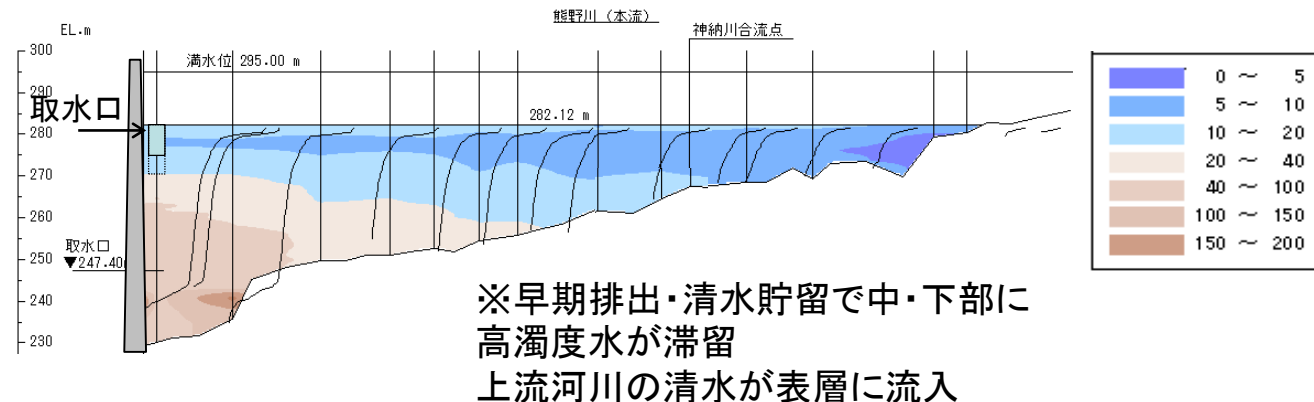 熊野川（本流）
神納川合流点
EL.m
300
290
280
270
260
250
240
230
満水位 295.00 m
取水口
282.12 m
取水口
▼247.40
※早期排出・清水貯留で中・下部に
高濁度水が滞留
上流河川の清水が表層に流入
0 ～ 5
5 ～ 10
10 ～ 20
20 ～ 40
40 ～ 100
100 ～ 150
150 ～ 200